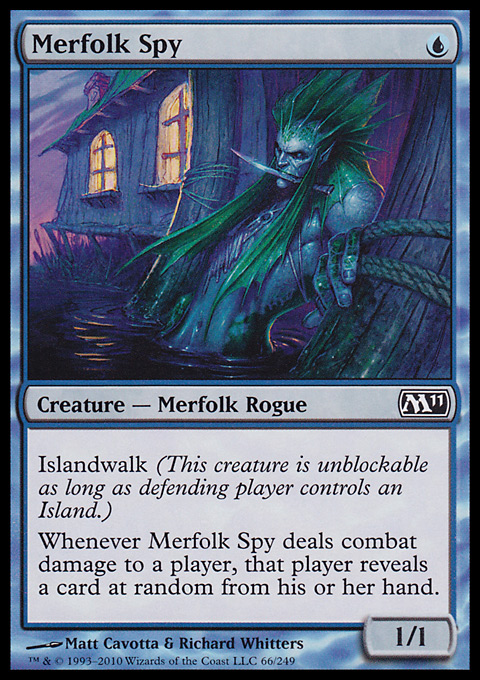 Merfolk Spy
Creature — Merfolk Rogue
M11
Islandwalk (This creature is unblockable
as long as defending player controls an
Island.)
Whenever Merfolk Spy deals combat
damage to a player, that player reveals
a card at random from his or her hand.
Matt Cavotta & Richard Whitters
1/1
™ & © 1993–2010 Wizards of the Coast LLC 66/249